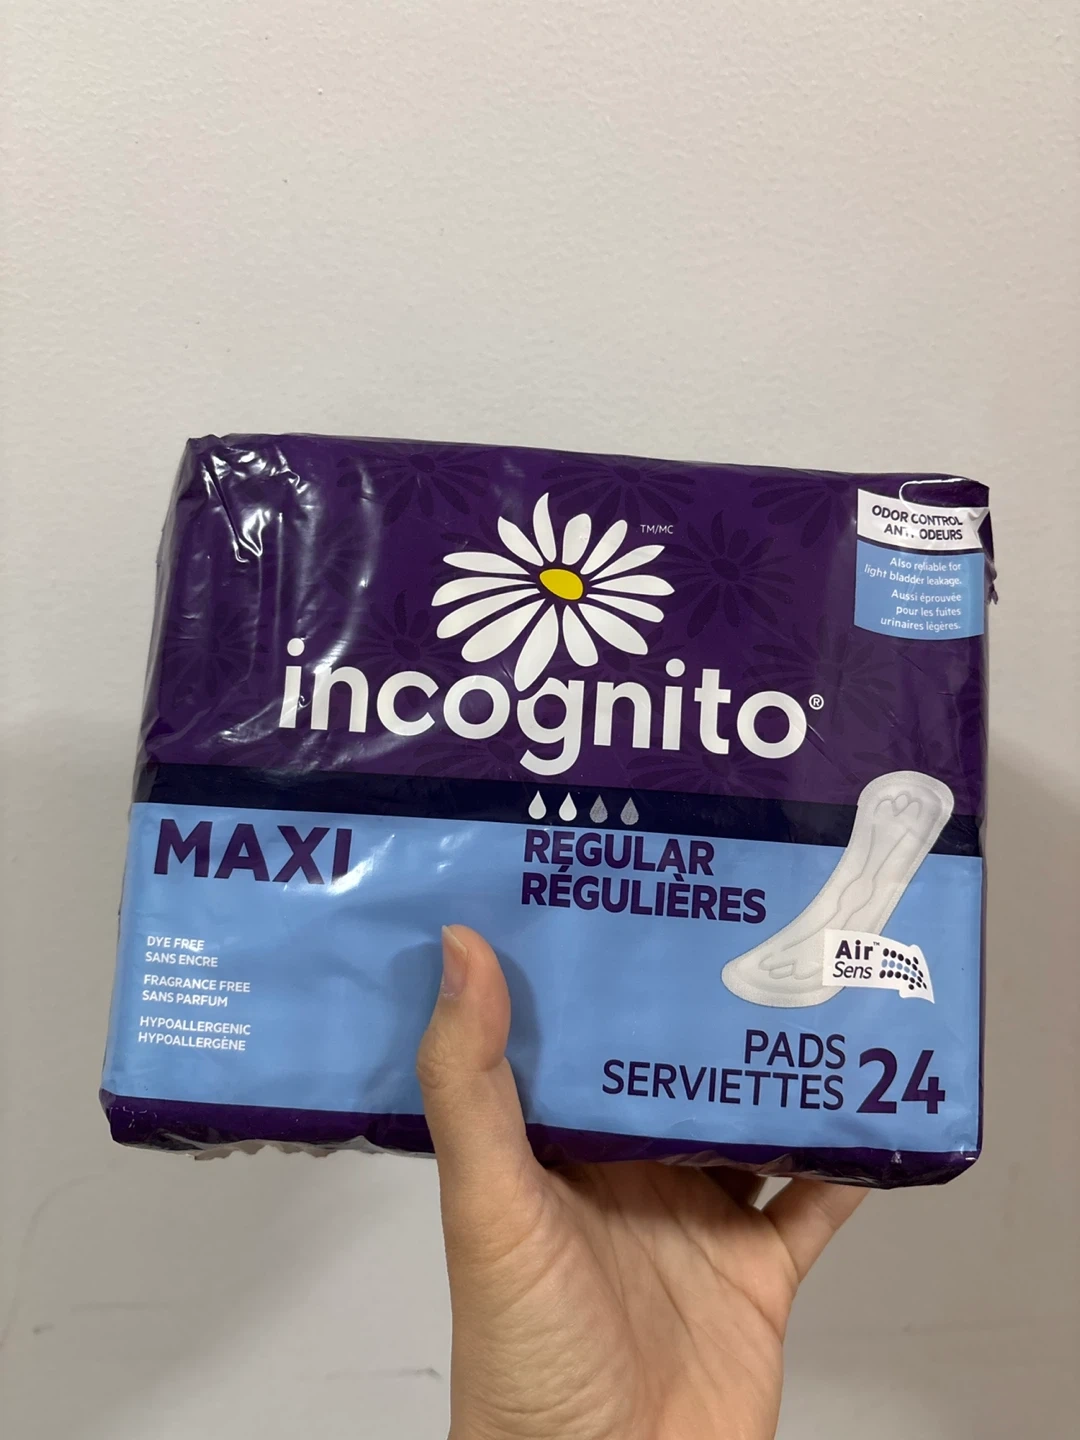 ODOR CONTROL
ANTI-ODEURS
Also reliable for
light bladder leakage.
Aussi éprouvée
pour les fuites
urinaires légères.
TM/MC
incognito®
MAXI
REGULAR
RÉGULIÈRES
DYE FREE
SANS ENCRE
FRAGRANCE FREE
SANS PARFUM
HYPOALLERGENIC
HYPOALLERGÈNE
Air™
Sens
PADS
SERVIETTES 24